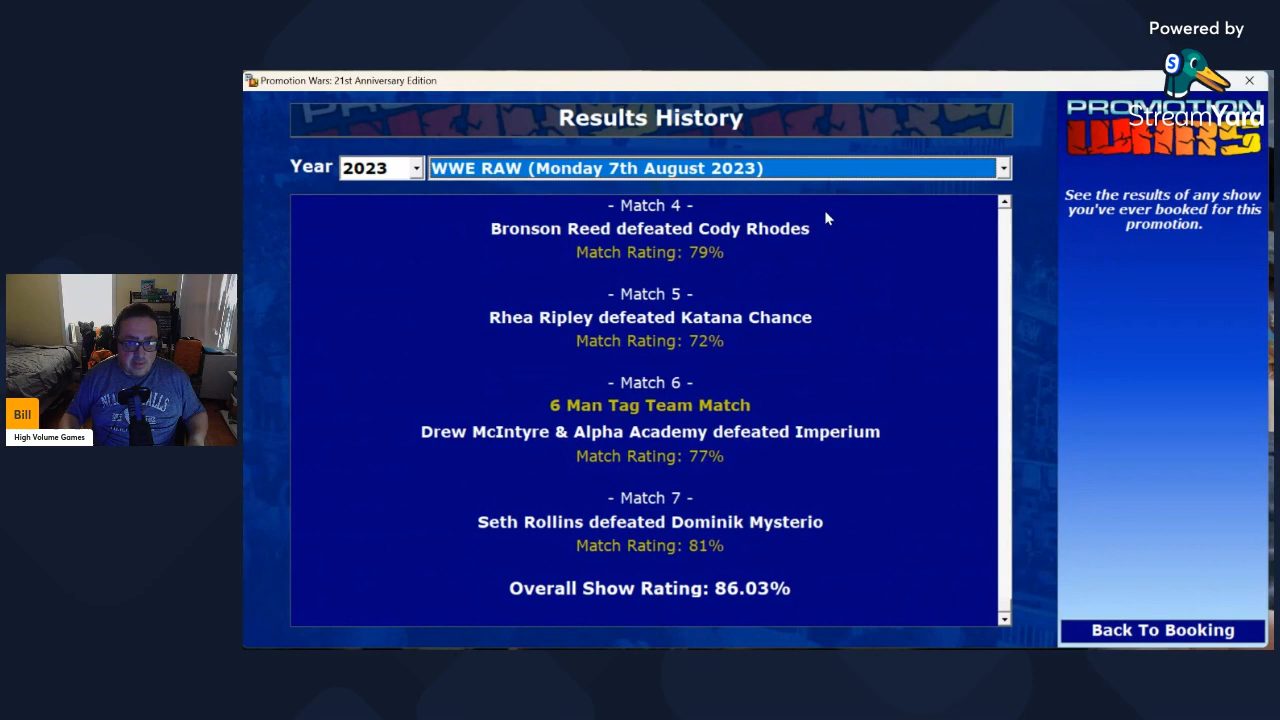 Powered by
StreamYard
Promotion Wars: 21st Anniversary Edition
Results History
PROMOTION
WARS
Year 2023 WWE RAW (Monday 7th August 2023)
See the results of any show
you've ever booked for this
promotion.
- Match 4 -
Bronson Reed defeated Cody Rhodes
Match Rating: 79%
- Match 5 -
Rhea Ripley defeated Katana Chance
Match Rating: 72%
- Match 6 -
6 Man Tag Team Match
Drew McIntyre & Alpha Academy defeated Imperium
Match Rating: 77%
- Match 7 -
Seth Rollins defeated Dominik Mysterio
Match Rating: 81%
Overall Show Rating: 86.03%
Back To Booking
Bill
High Volume Games